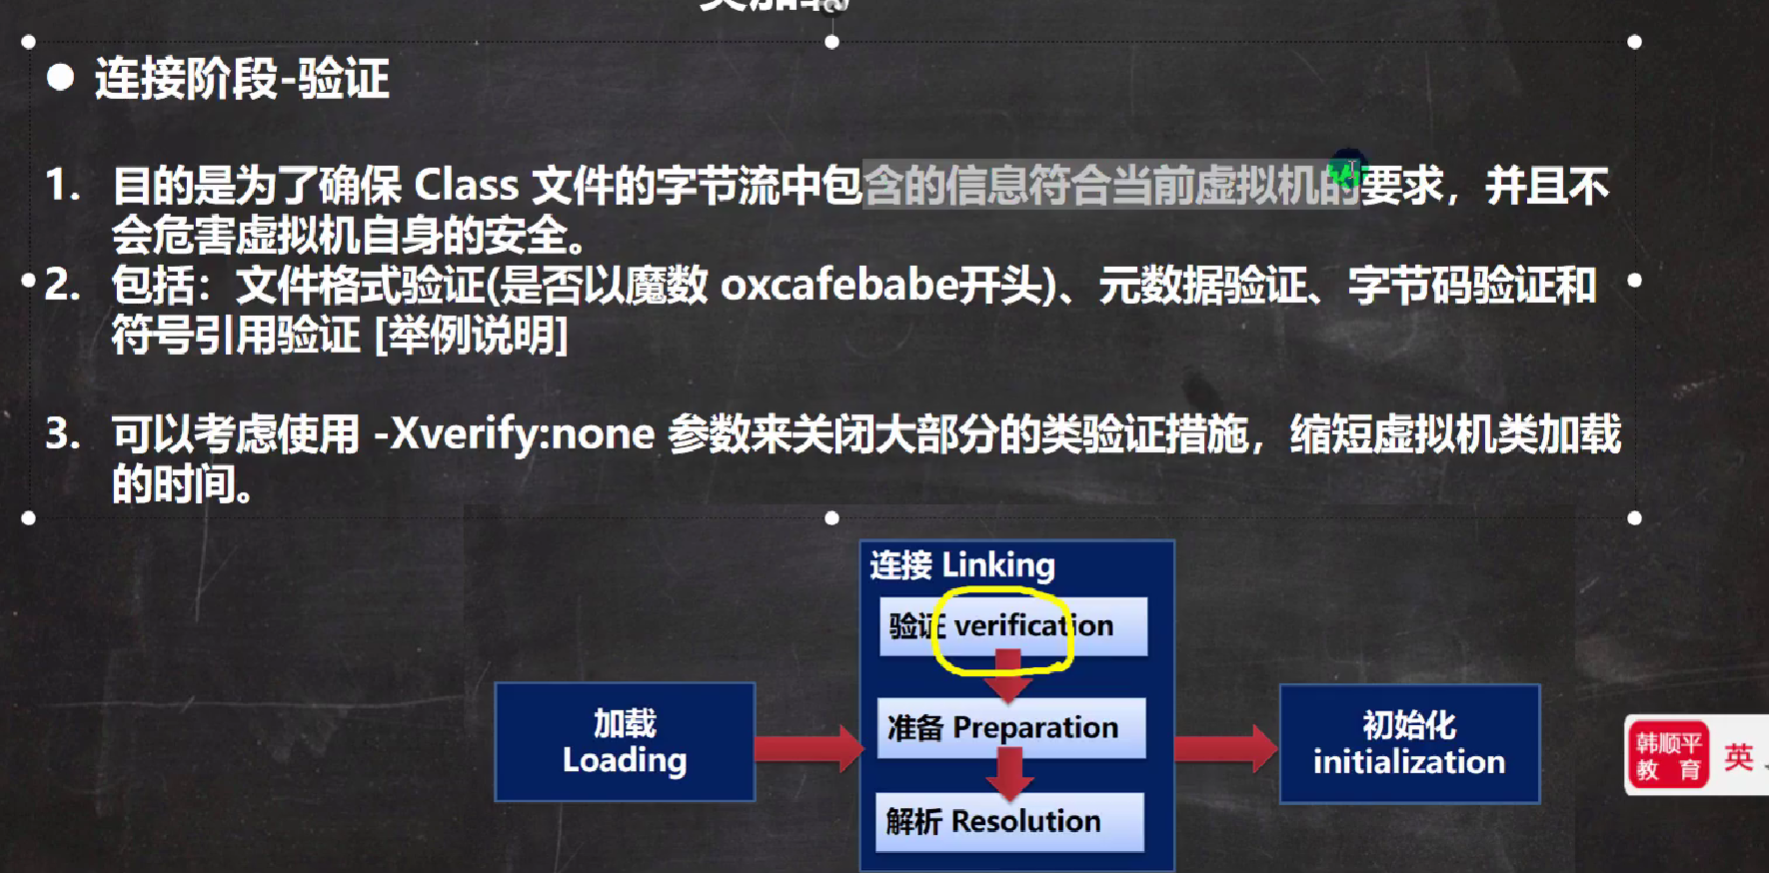 ● 连接阶段-验证
1. 目的是为了确保 Class 文件的字节流中包含的信息符合当前虚拟机的要求，并且不
会危害虚拟机自身的安全。
2. 包括：文件格式验证(是否以魔数 oxcafebabe开头)、元数据验证、字节码验证和
符号引用验证 [举例说明]
3. 可以考虑使用 -Xverify:none 参数来关闭大部分的类验证措施，缩短虚拟机类加载
的时间。
连接 Linking
验证 verification
准备 Preparation
解析 Resolution
加载
Loading
初始化
initialization
韩顺平
教 育
英